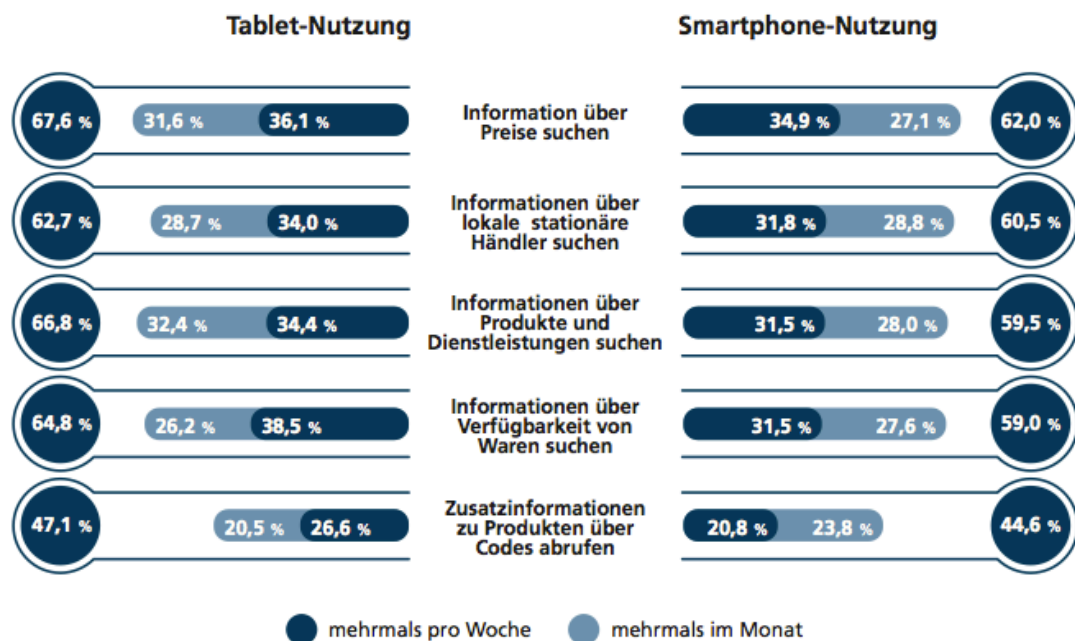 Tablet-Nutzung
Smartphone-Nutzung
67,6 %
31,6 %
36,1 %
Information über
Preise suchen
34,9 %
27,1 %
62,0 %
62,7 %
28,7 %
34,0 %
Informationen über
lokale stationäre
Händler suchen
31,8 %
28,8 %
60,5 %
66,8 %
32,4 %
34,4 %
Informationen über
Produkte und
Dienstleistungen suchen
31,5 %
28,0 %
59,5 %
64,8 %
26,2 %
38,5 %
Informationen über
Verfügbarkeit von
Waren suchen
31,5 %
27,6 %
59,0 %
47,1 %
20,5 %
26,6 %
Zusatzinformationen
zu Produkten über
Codes abrufen
20,8 %
23,8 %
44,6 %
mehrmals pro Woche
mehrmals im Monat